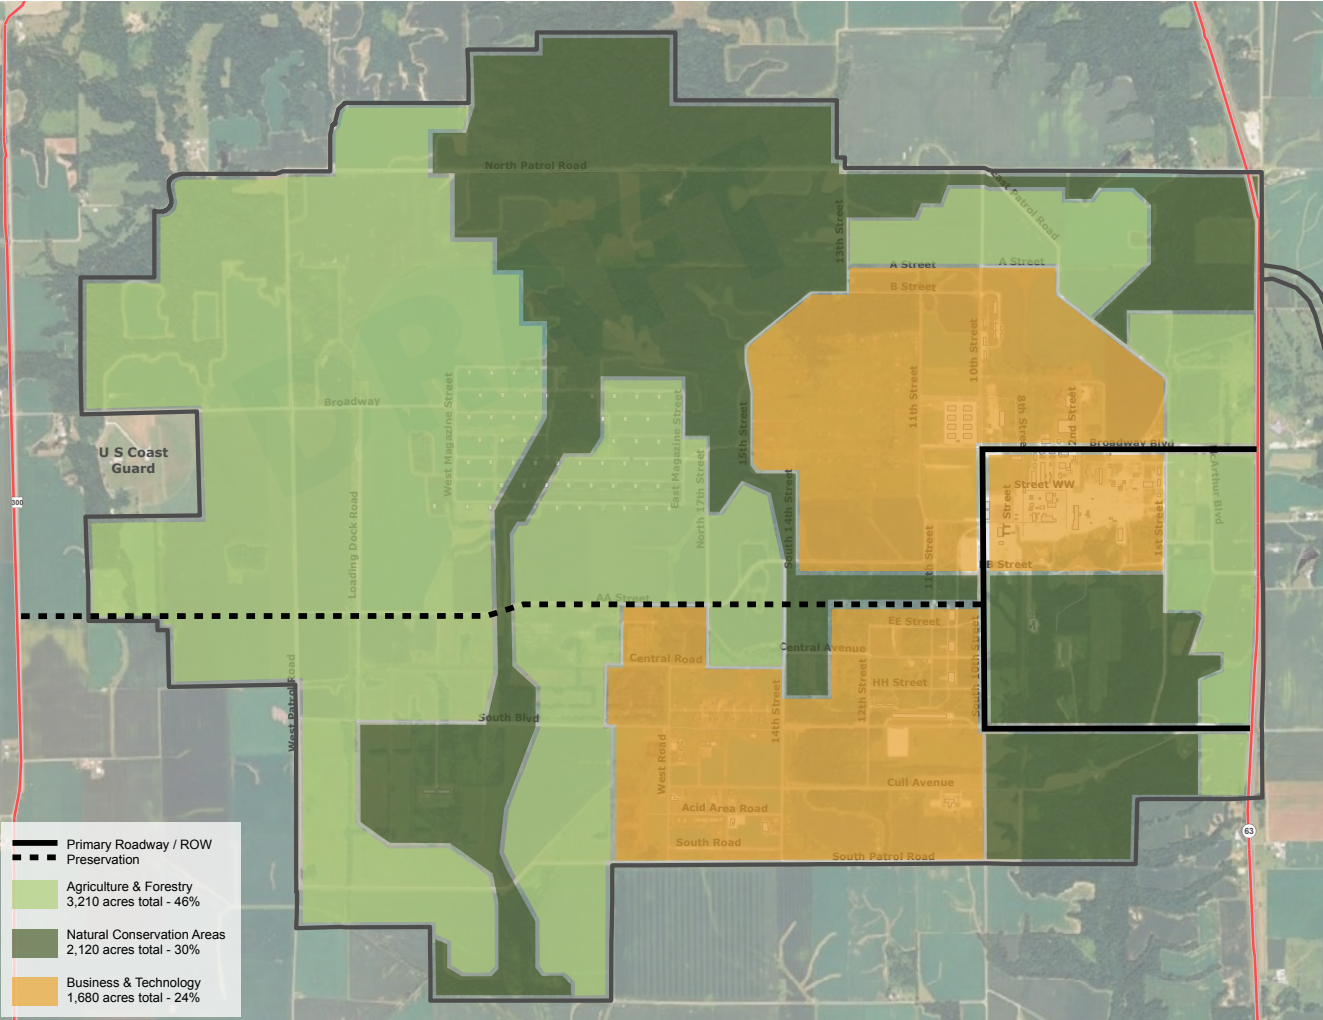 North Patrol Road
East Patrol Road
13th Street
A Street
A Street
B Street
10th Street
11th Street
8th Street
2nd Street
Broadway
West Magazine Street
East Magazine Street
15th Street
North 17th Street
Broadway Blvd
U S Coast
Guard
Street WW
TT Street
1st Street
300
Loading Dock Road
South 14th Street
11th Street
B Street
AA Street
EE Street
Central Avenue
Central Road
HH Street
12th Street
South 10th Street
West Patrol Road
14th Street
South Blvd
West Road
Cull Avenue
Acid Area Road
South Road
South Patrol Road
63
Primary Roadway / ROW
Preservation
Agriculture & Forestry
3,210 acres total - 46%
Natural Conservation Areas
2,120 acres total - 30%
Business & Technology
1,680 acres total - 24%